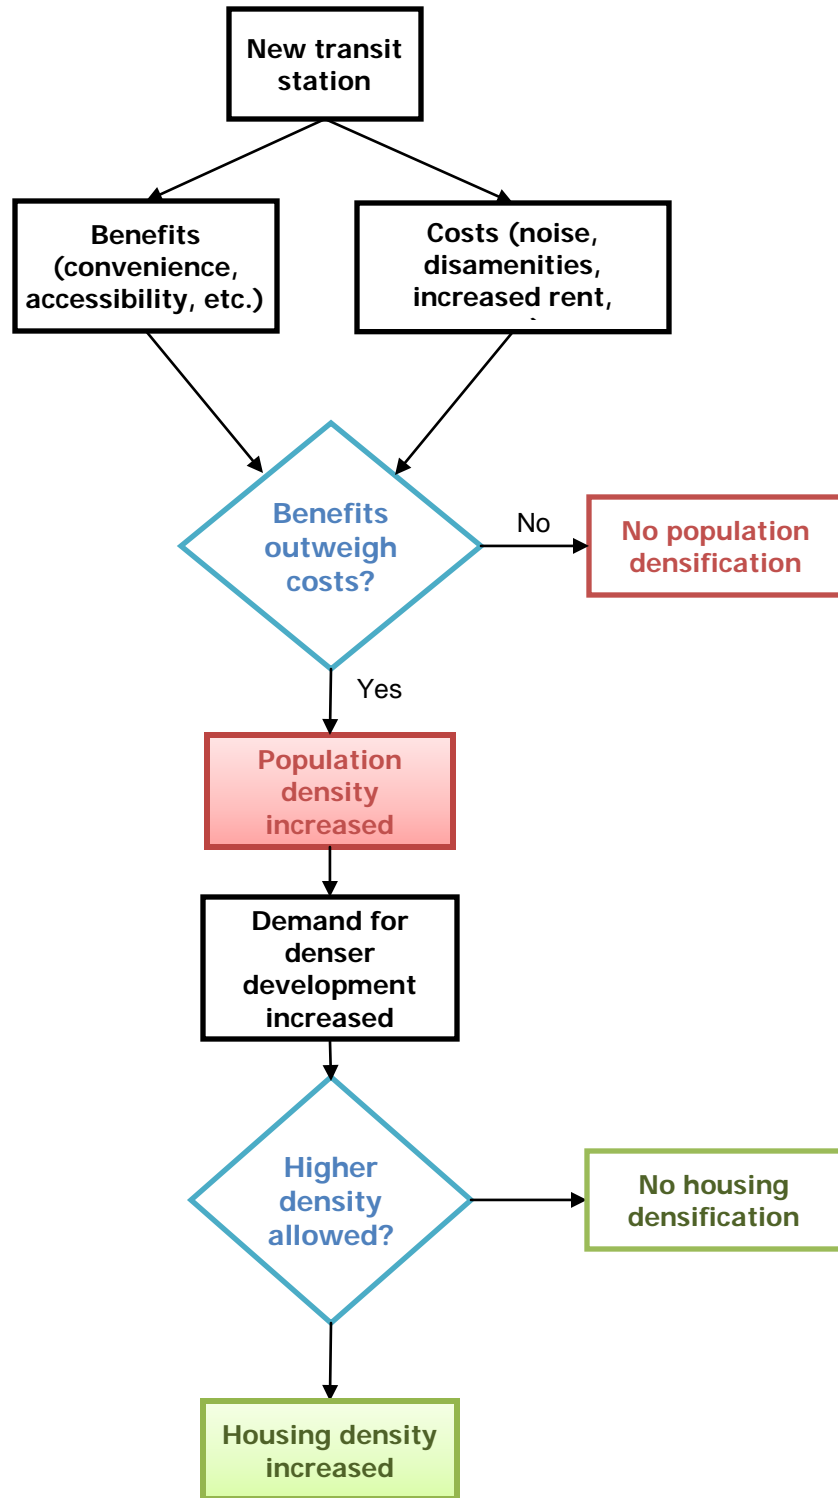 New transit
station
Benefits
(convenience,
accessibility, etc.)
Costs (noise,
disamenities,
increased rent,
Benefits
outweigh
costs?
No
No population
densification
Yes
Population
density
increased
Demand for
denser
development
increased
Higher
density
allowed?
No housing
densification
Housing density
increased